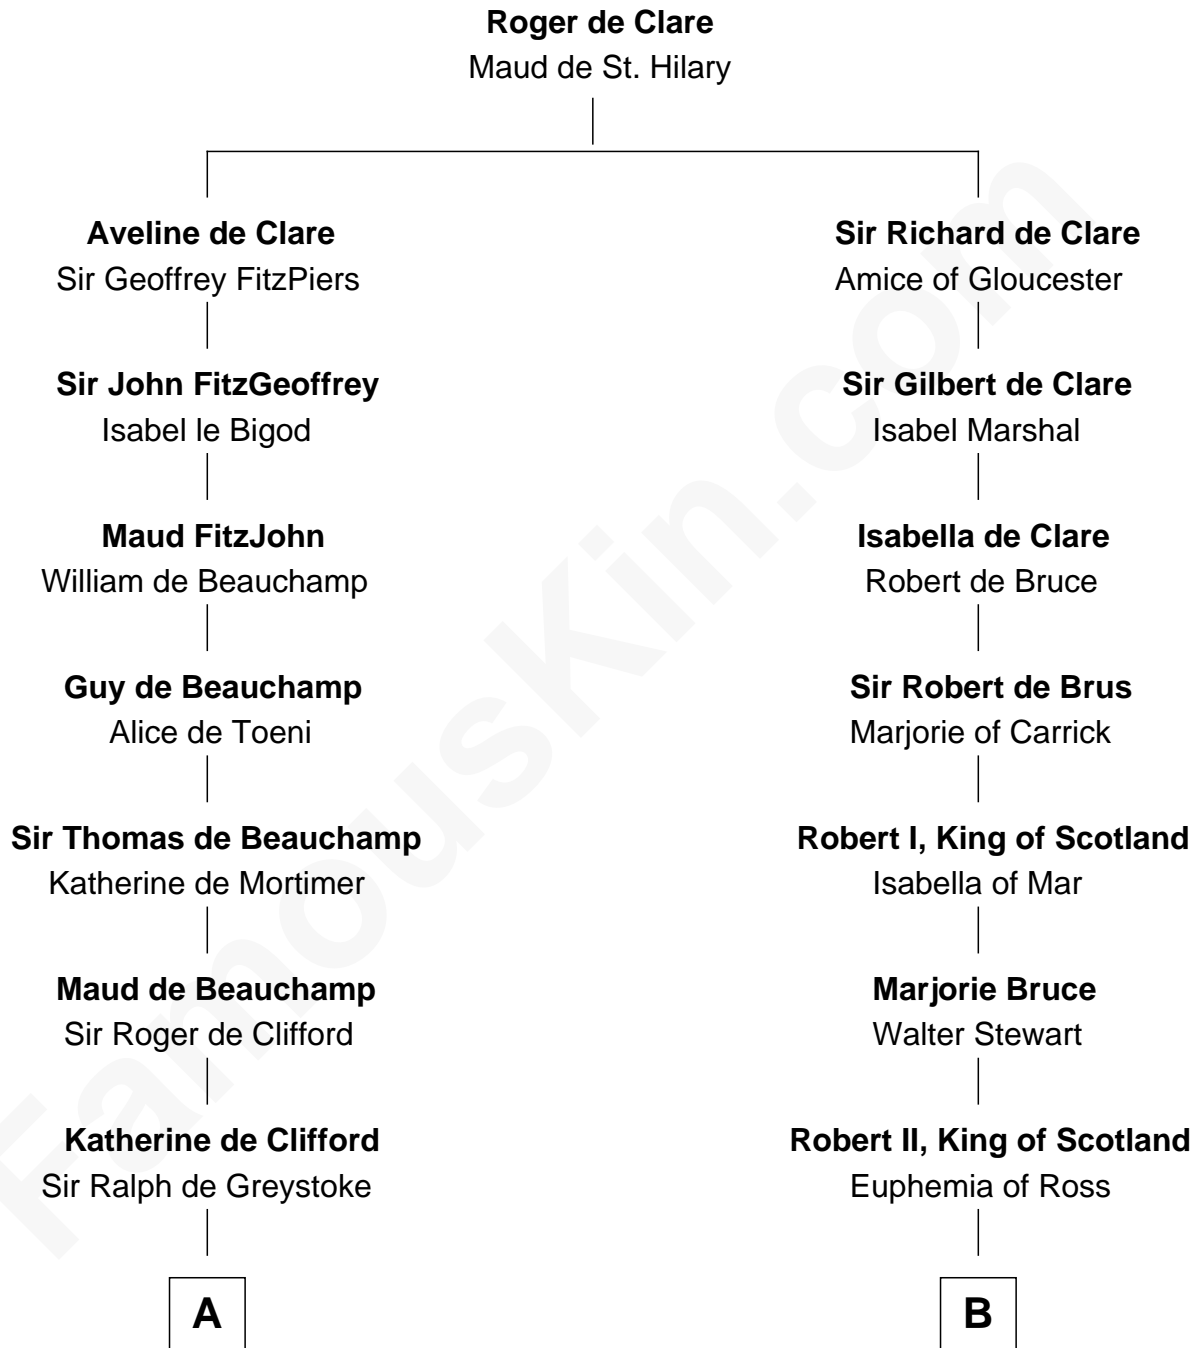 Roger de Clare
Maud de St. Hilary
Aveline de Clare
Sir Geoffrey FitzPiers
Sir Richard de Clare
Amice of Gloucester
Sir John FitzGeoffrey
Isabel le Bigod
Sir Gilbert de Clare
Isabel Marshal
Maud FitzJohn
William de Beauchamp
Isabella de Clare
Robert de Bruce
Guy de Beauchamp
Alice de Toeni
Sir Robert de Brus
Marjorie of Carrick
Sir Thomas de Beauchamp
Katherine de Mortimer
Robert I, King of Scotland
Isabella of Mar
Maud de Beauchamp
Sir Roger de Clifford
Marjorie Bruce
Walter Stewart
Katherine de Clifford
Sir Ralph de Greystoke
Robert II, King of Scotland
Euphemia of Ross
A
B
FamousKin.com